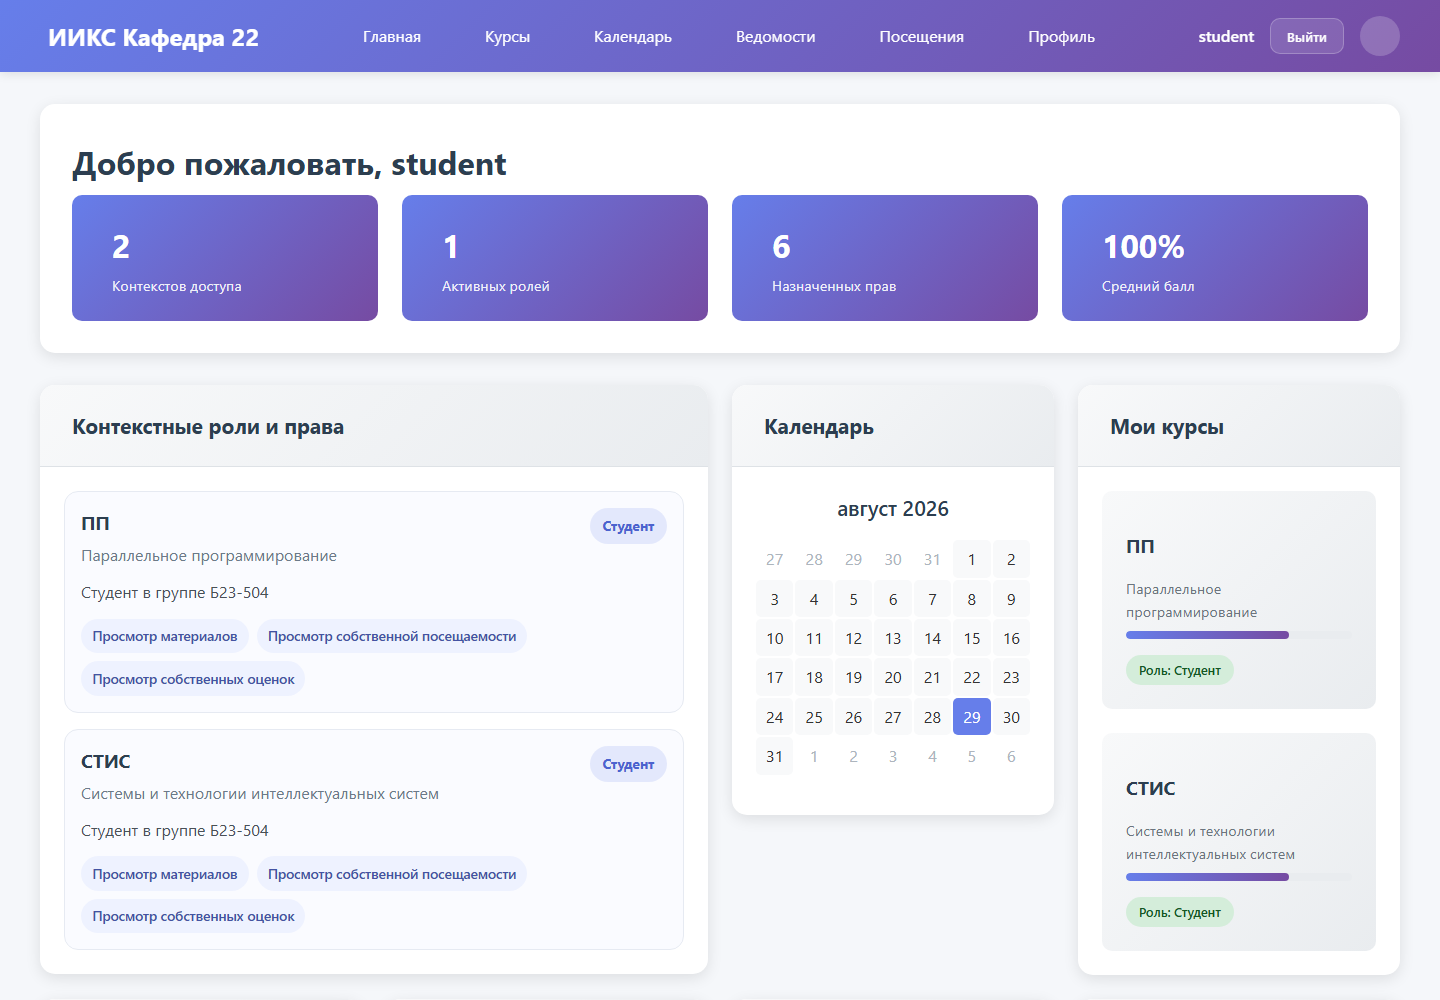 ИИКС Кафедра 22
Главная
Курсы
Календарь
Ведомости
Посещения
Профиль
student
Выйти
Добро пожаловать, student
2
Контекстов доступа
1
Активных ролей
6
Назначенных прав
100%
Средний балл
Контекстные роли и права
ПП
Студент
Параллельное программирование
Студент в группе Б23-504
Просмотр материалов
Просмотр собственной посещаемости
Просмотр собственных оценок
СТИС
Студент
Системы и технологии интеллектуальных систем
Студент в группе Б23-504
Просмотр материалов
Просмотр собственной посещаемости
Просмотр собственных оценок
Календарь
август 2026
27 28 29 30 31 1 2
3 4 5 6 7 8 9
10 11 12 13 14 15 16
17 18 19 20 21 22 23
24 25 26 27 28 29 30
31 1 2 3 4 5 6
Мои курсы
ПП
Параллельное
программирование
Роль: Студент
СТИС
Системы и технологии
интеллектуальных систем
Роль: Студент